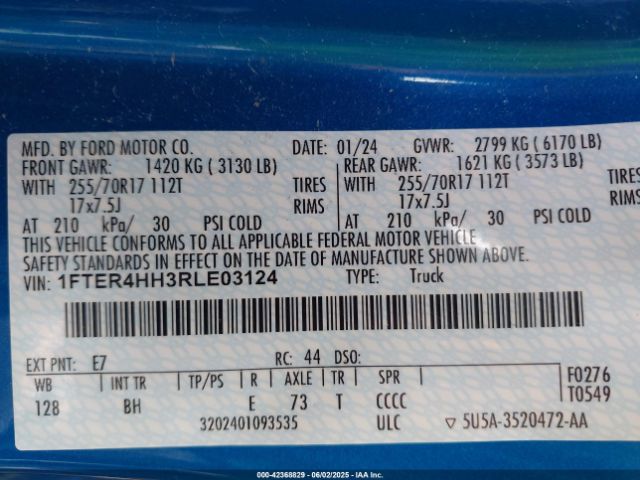 MFD. BY FORD MOTOR CO. DATE: 01/24 GVWR: 2799 KG ( 6170 LB)
FRONT GAWR: 1420 KG ( 3130 LB) REAR GAWR: 1621 KG ( 3573 LB)
WITH 255/70R17 112T TIRES WITH 255/70R17 112T TIRES
17x7.5J RIMS 17x7.5J RIMS
AT 210 kPa/ 30 PSI COLD AT 210 kPa/ 30 PSI COLD
THIS VEHICLE CONFORMS TO ALL APPLICABLE FEDERAL MOTOR VEHICLE
SAFETY STANDARDS IN EFFECT ON THE DATE OF MANUFACTURE SHOWN ABOVE.
VIN: 1FTER4HH3RLE03124 TYPE: Truck
EXT PNT: E7 RC: 44 DSO:
WB INT TR TP/PS R AXLE TR SPR F0276
128 BH E 73 T CCCC T0549
3202401093535 ULC ▽ 5U5A-3520472-AA
000-42368829 - 06/02/2025 - IAA Inc.